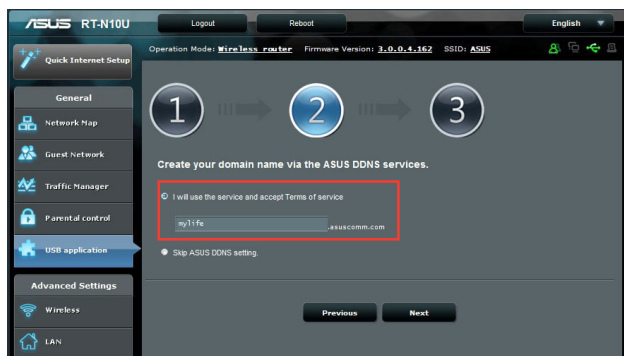 ASUS RT-N10U
Logout
Reboot
English
Operation Mode: Wireless router Firmware Version: 3.0.0.4.162 SSID: ASUS
Quick Internet Setup
General
Network Map
Guest Network
Traffic Manager
Parental control
USB application
Advanced Settings
Wireless
LAN
1
2
3
Create your domain name via the ASUS DDNS services.
I will use the service and accept Terms of service
mylife .asuscomm.com
Skip ASUS DDNS setting.
Previous
Next